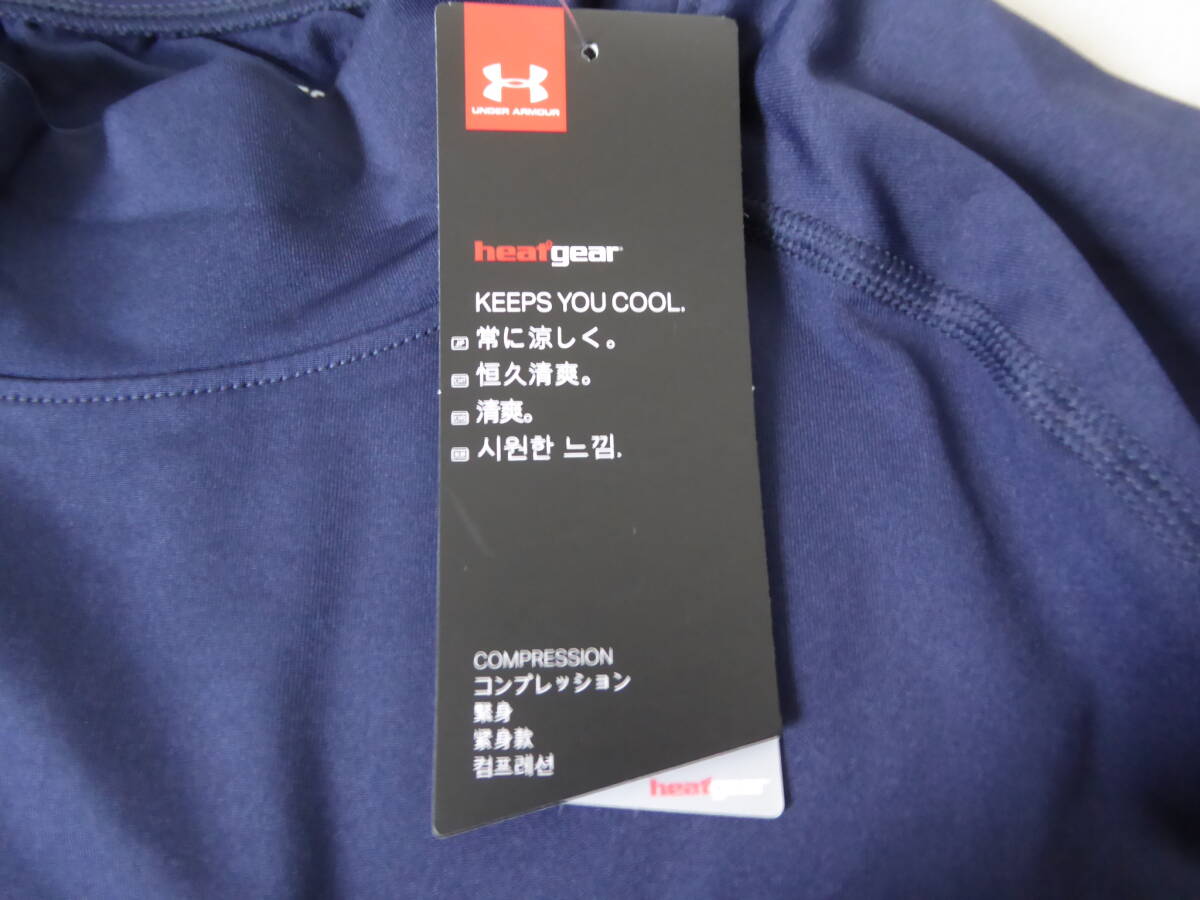 UNDER ARMOUR
heatgear
KEEPS YOU COOL.
JP 常に涼しく。
恒久清爽。
清爽。
시원한 느낌.
COMPRESSION
コンプレッション
緊身
紧身款
컴프레션
heatgear